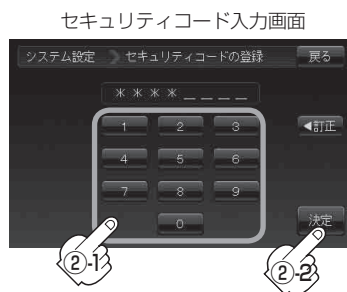 セキュリティコード入力画面
システム設定 セキュリティコードの登録 戻る
****____
1 2 3 ◀訂正
4 5 6
7 8 9
0 決定
②-1 ②-2